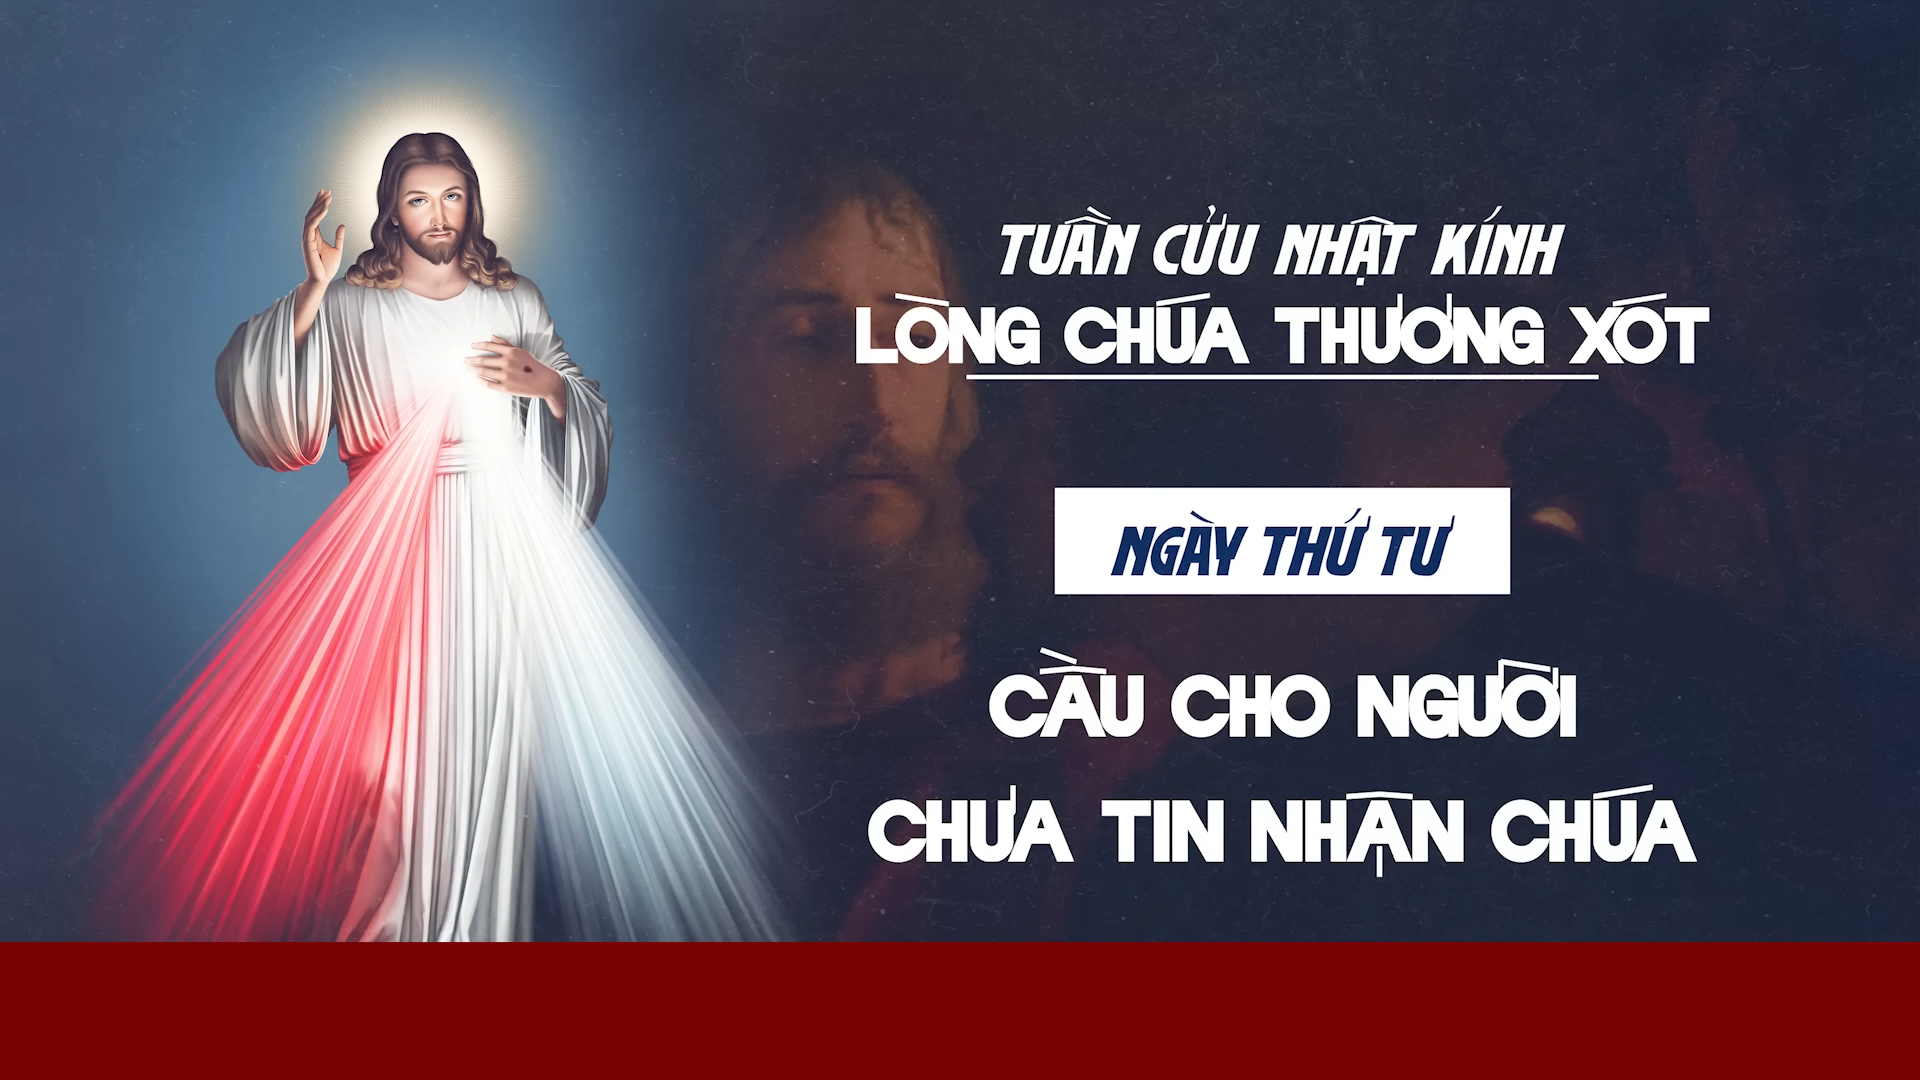 TUẦN CỬU NHẬT KÍNH
LÒNG CHÚA THƯƠNG XÓT
NGÀY THỨ TƯ
CẦU CHO NGƯỜI
CHƯA TIN NHẬN CHÚA